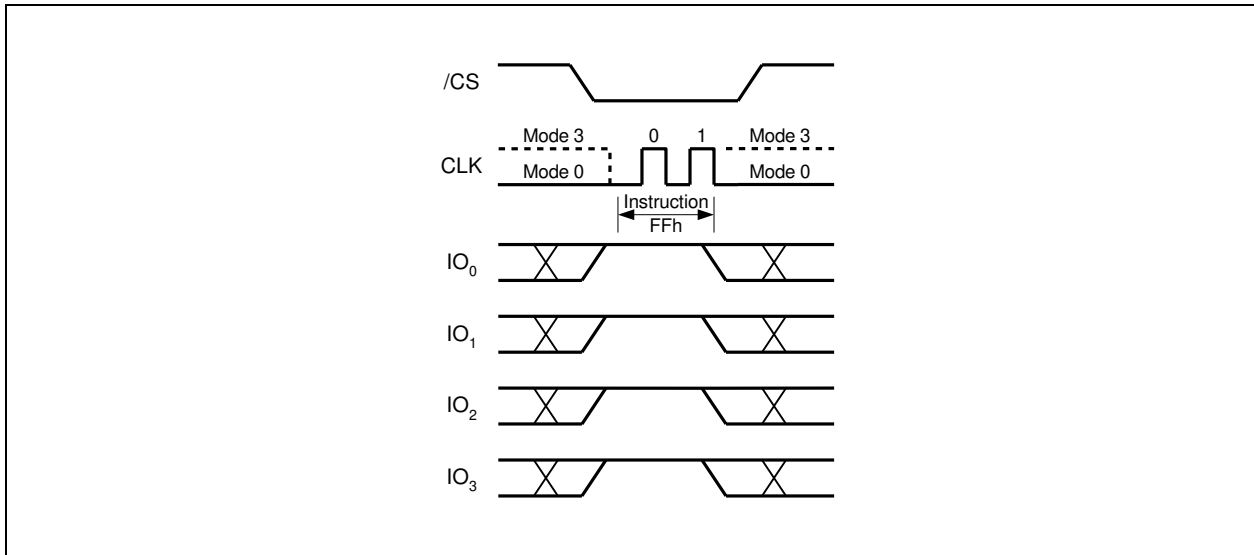 /CS
Mode 3 0 1 Mode 3
CLK
Mode 0 Mode 0
Instruction
FFh
IO0
IO1
IO2
IO3